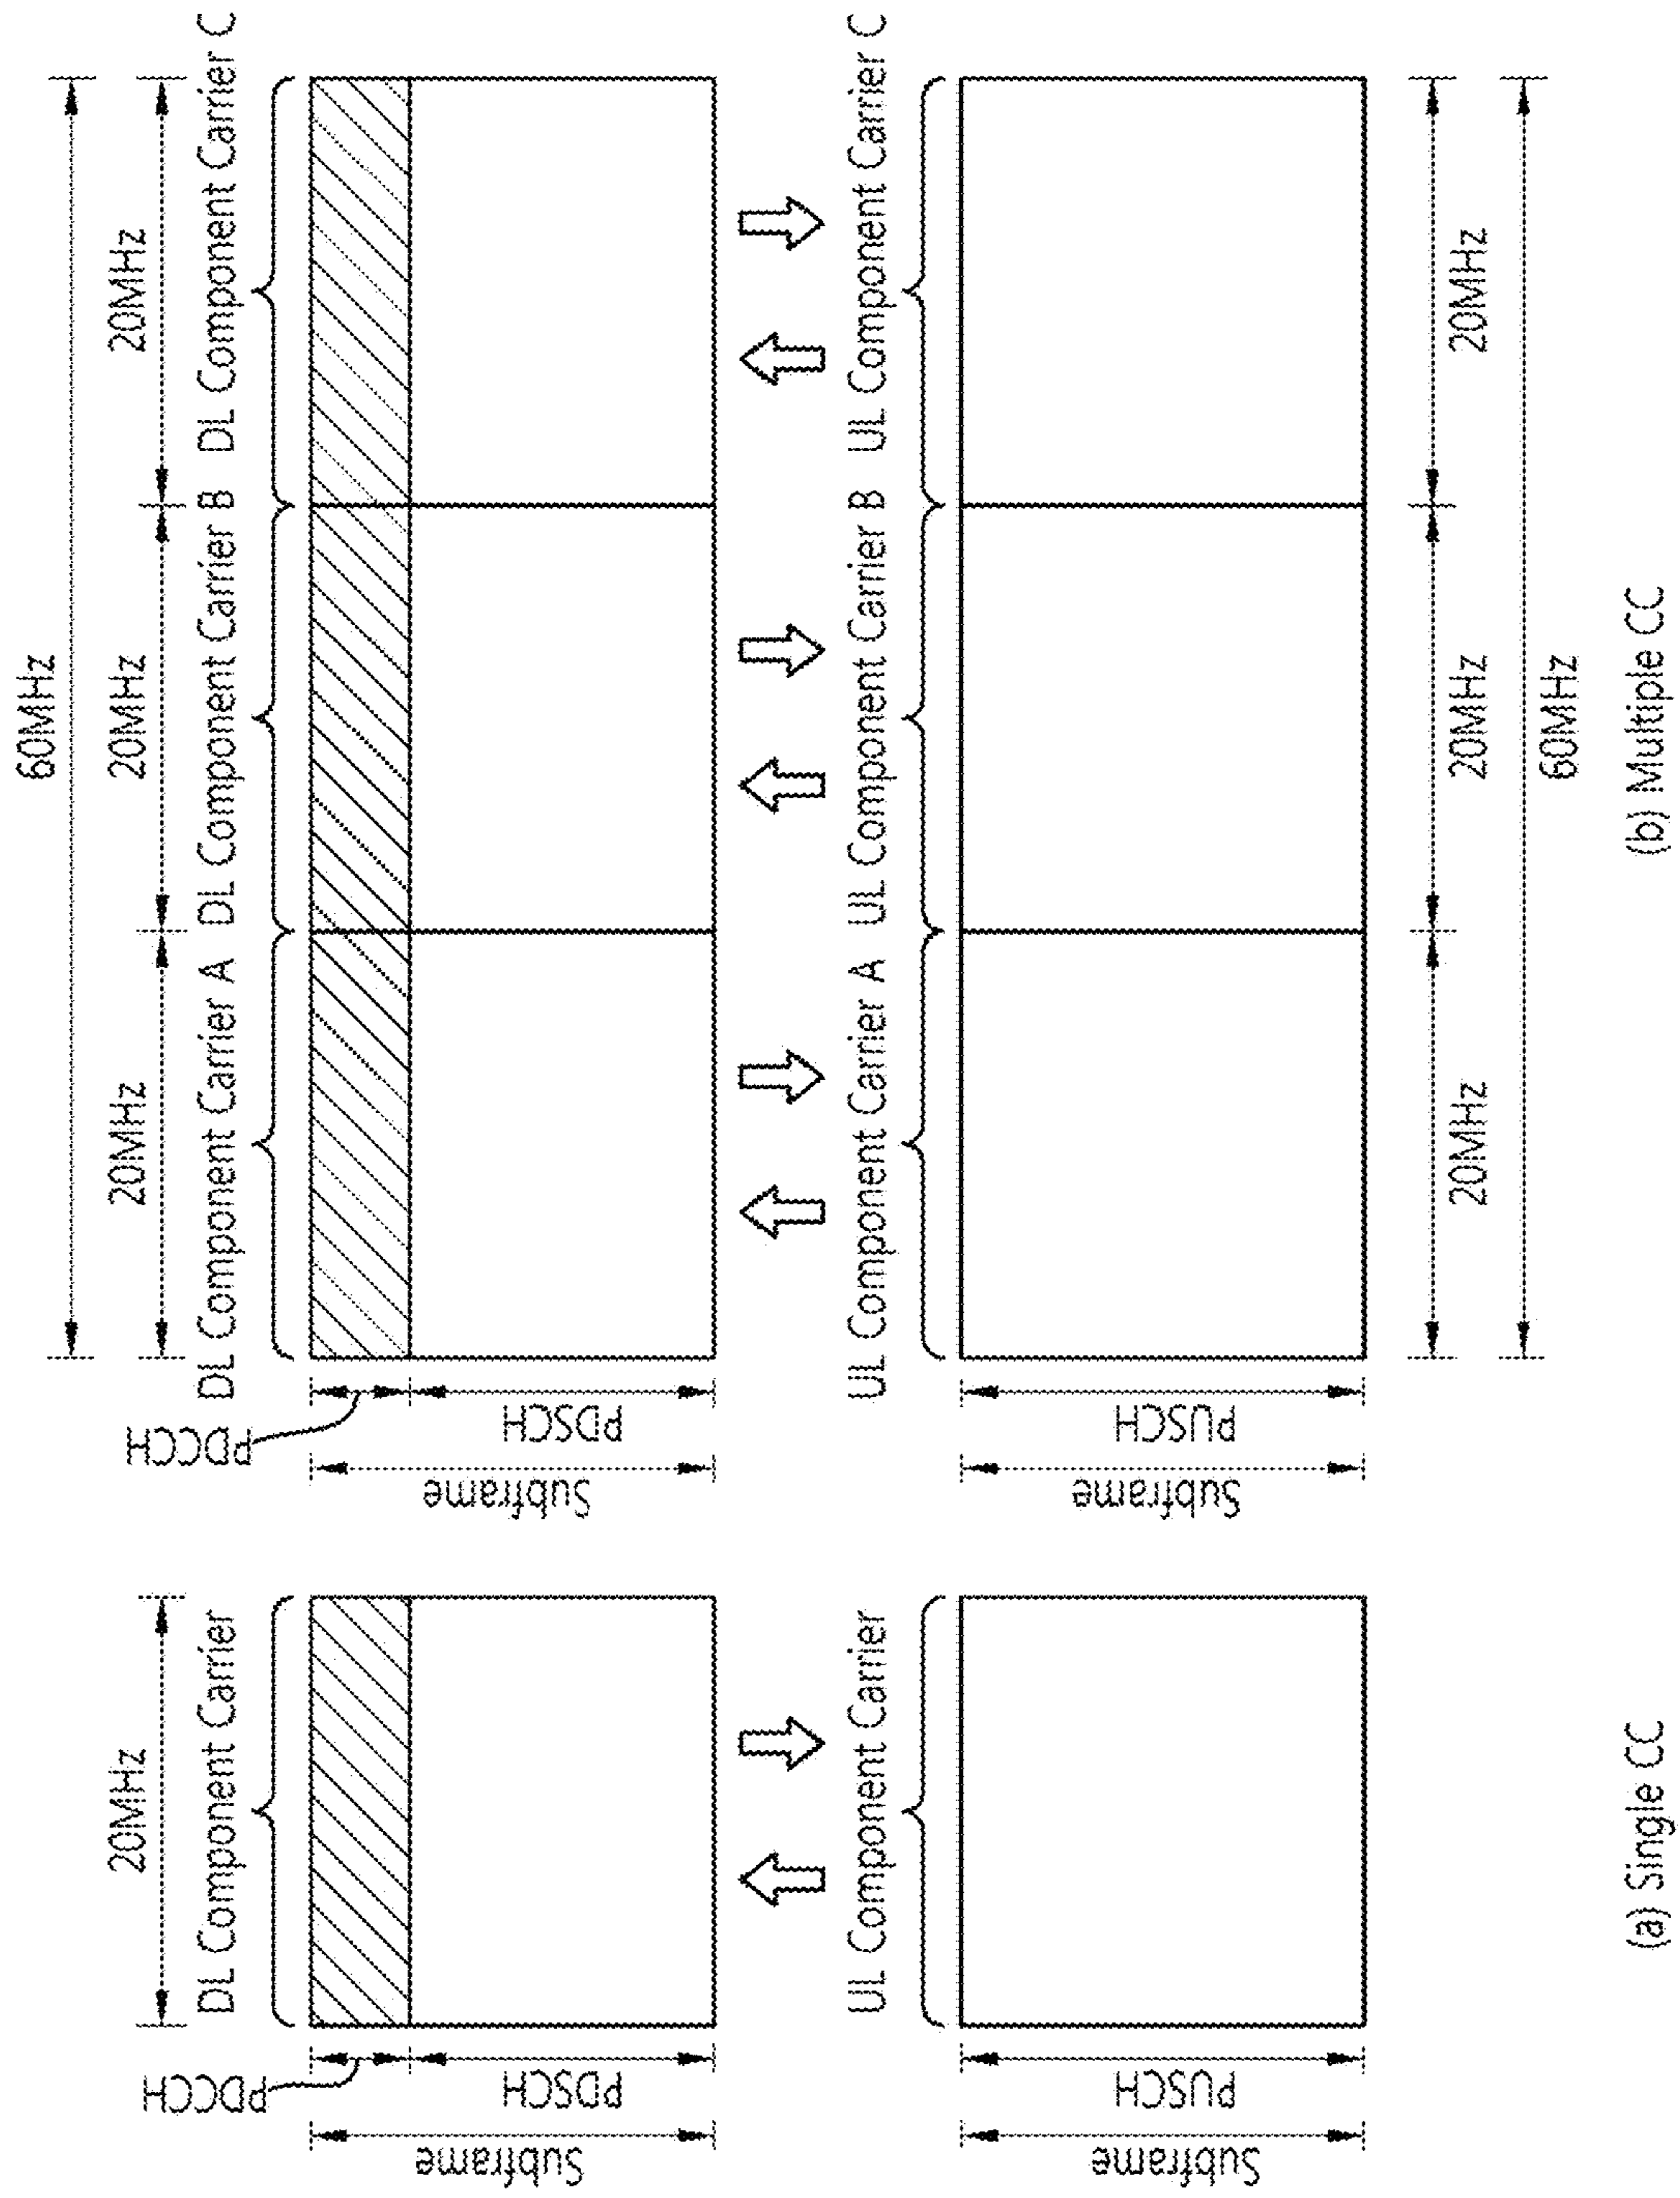 20MHz
DL Component Carrier
PDCCH
PDSCH
Subframe
UL Component Carrier
PUSCH
Subframe
(a) Single CC
60MHz
20MHz
20MHz
20MHz
DL Component Carrier A
DL Component Carrier B
DL Component Carrier C
PDCCH
PDSCH
Subframe
UL Component Carrier A
UL Component Carrier B
UL Component Carrier C
PUSCH
Subframe
20MHz
20MHz
20MHz
60MHz
(b) Multiple CC